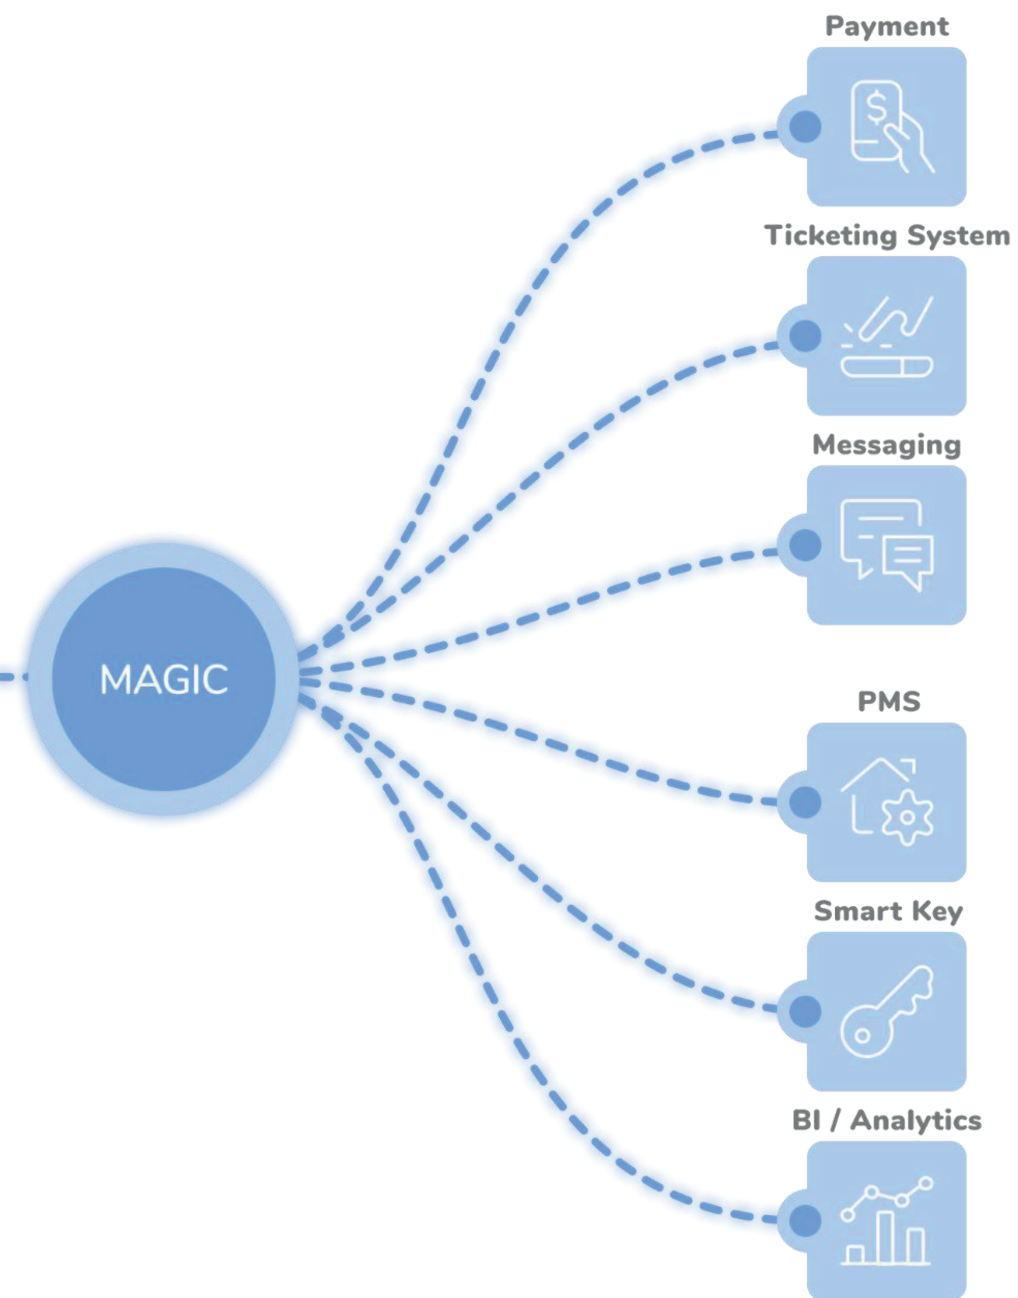 Payment
Ticketing System
Messaging
MAGIC
PMS
Smart Key
BI / Analytics